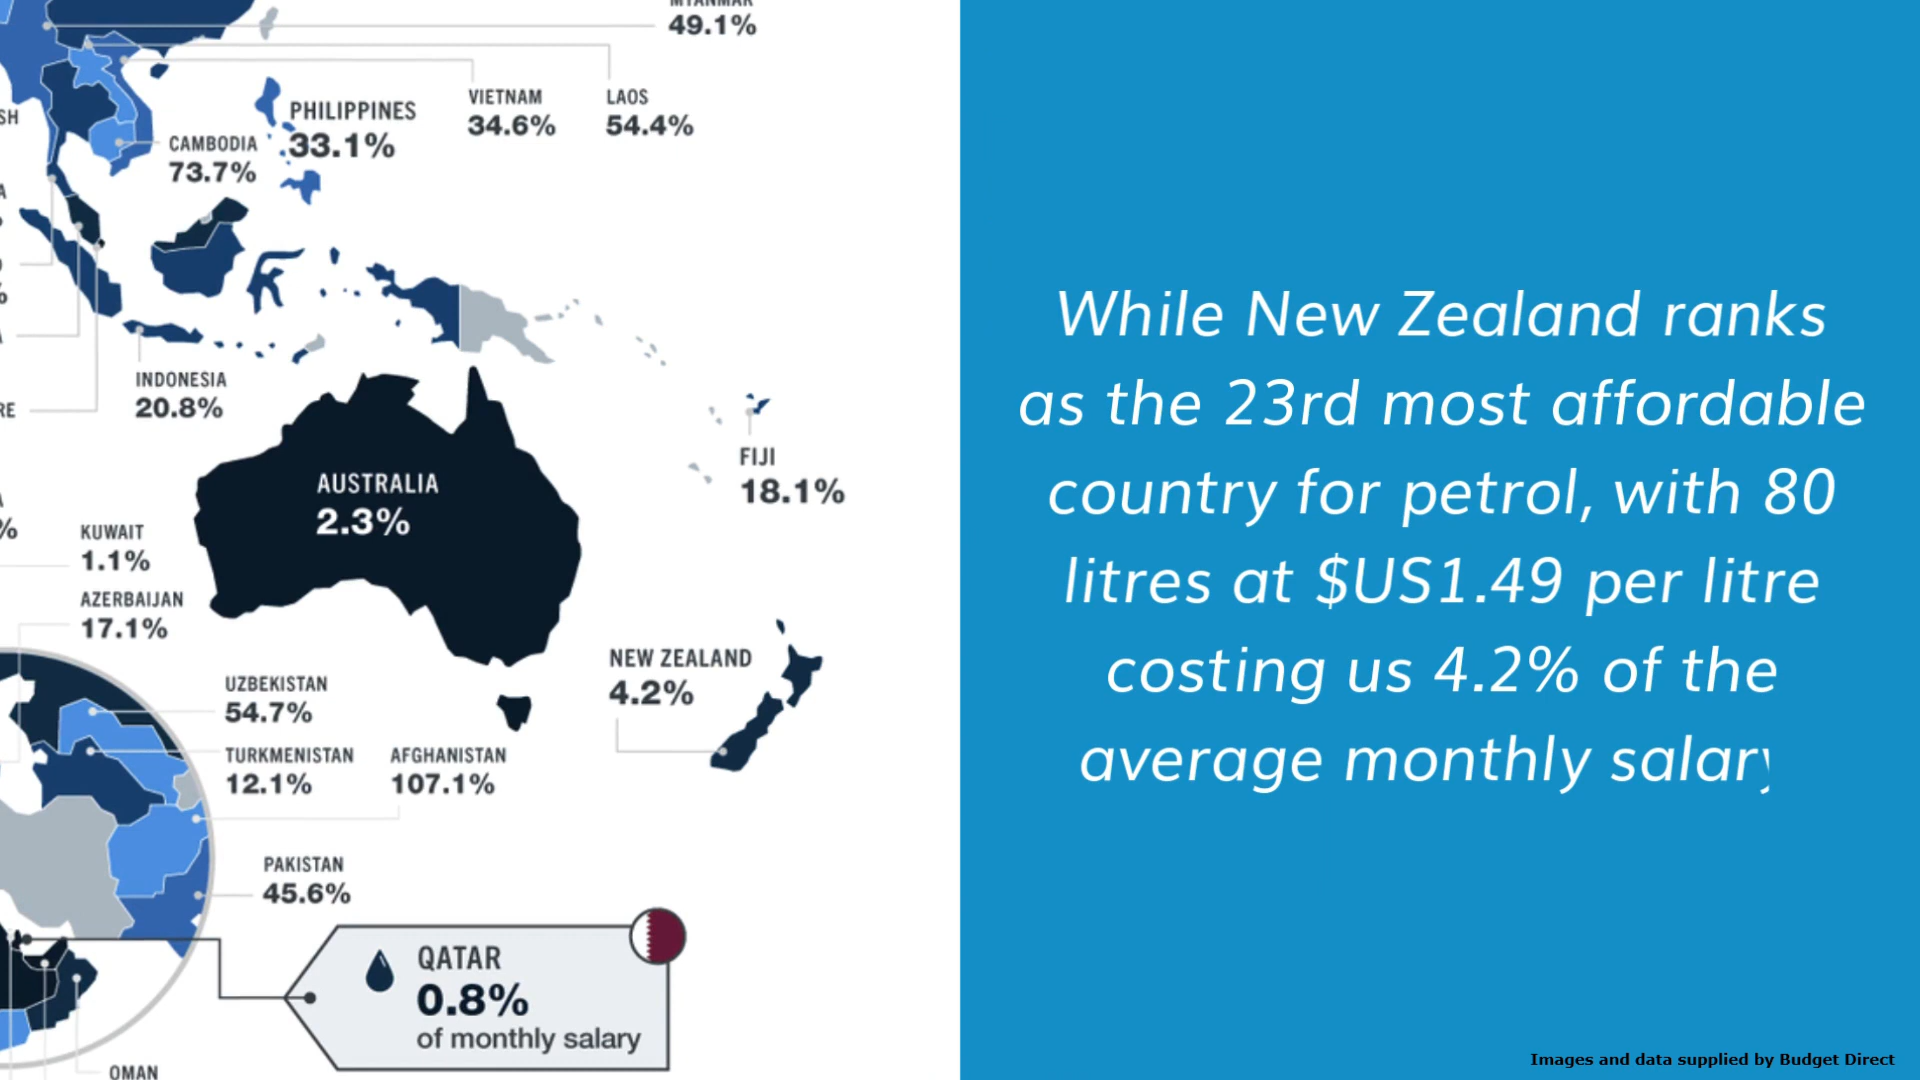 MYANMAR
49.1%
VIETNAM
34.6%
LAOS
54.4%
PHILIPPINES
33.1%
CAMBODIA
73.7%
INDONESIA
20.8%
FIJI
18.1%
AUSTRALIA
2.3%
KUWAIT
1.1%
AZERBAIJAN
17.1%
NEW ZEALAND
4.2%
UZBEKISTAN
54.7%
TURKMENISTAN
12.1%
AFGHANISTAN
107.1%
PAKISTAN
45.6%
QATAR
0.8%
of monthly salary
OMAN
While New Zealand ranks
as the 23rd most affordable
country for petrol, with 80
litres at $US1.49 per litre
costing us 4.2% of the
average monthly salary
Images and data supplied by Budget Direct